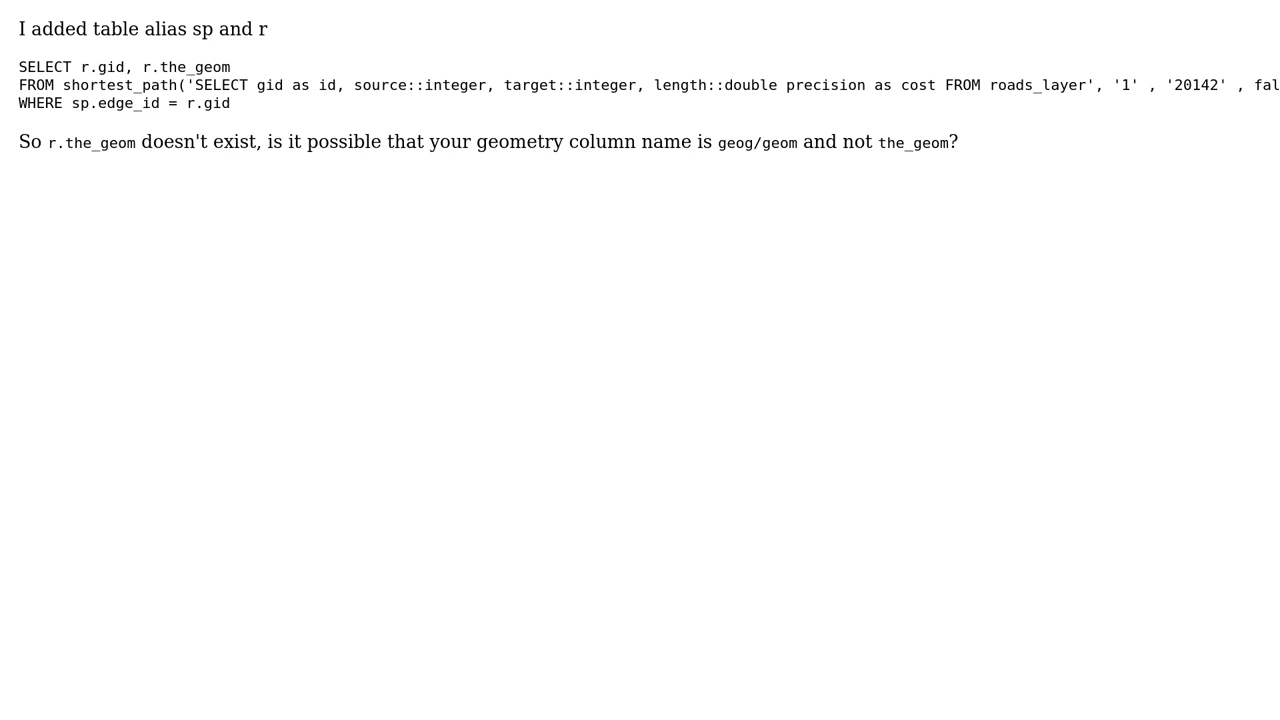 I added table alias sp and r
SELECT r.gid, r.the_geom
FROM shortest_path('SELECT gid as id, source::integer, target::integer, length::double precision as cost FROM roads_layer', '1' , '20142' , fal
WHERE sp.edge_id = r.gid
So r.the_geom doesn't exist, is it possible that your geometry column name is geog/geom and not the_geom?